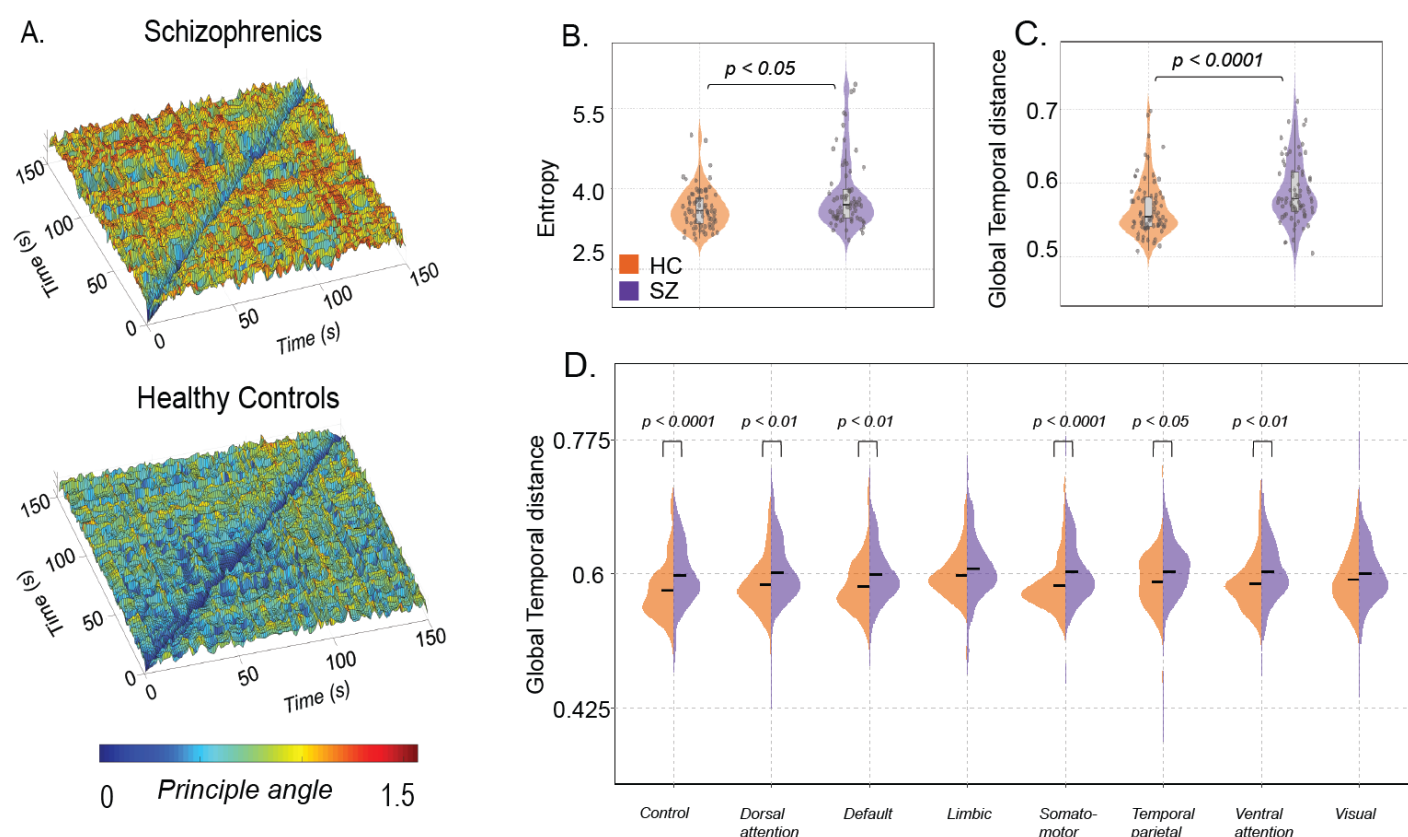 A.
Schizophrenics
150
100
50
0
Time (s)
0
50
100
150
Time (s)
Healthy Controls
150
100
50
0
Time (s)
0
50
100
150
Time (s)
0
Principle angle
1.5
B.
p < 0.05
Entropy
5.5
4.0
2.5
HC
SZ
C.
p < 0.0001
Global Temporal distance
0.7
0.6
0.5
D.
p < 0.0001
p < 0.01
p < 0.01
p < 0.0001
p < 0.05
p < 0.01
Global Temporal distance
0.775
0.6
0.425
Control
Dorsal
attention
Default
Limbic
Somato-
motor
Temporal
parietal
Ventral
attention
Visual